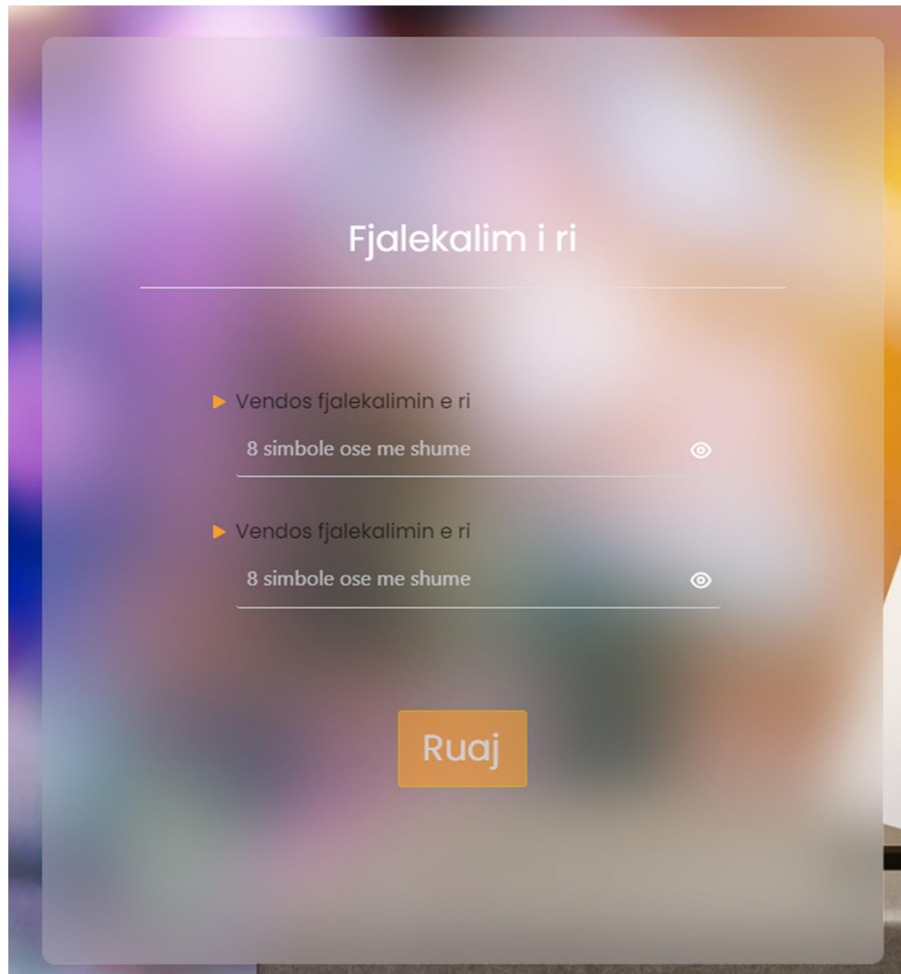 Fjalekalim i ri
Vendos fjalekalimin e ri
8 simbole ose me shume
Vendos fjalekalimin e ri
8 simbole ose me shume
Ruaj